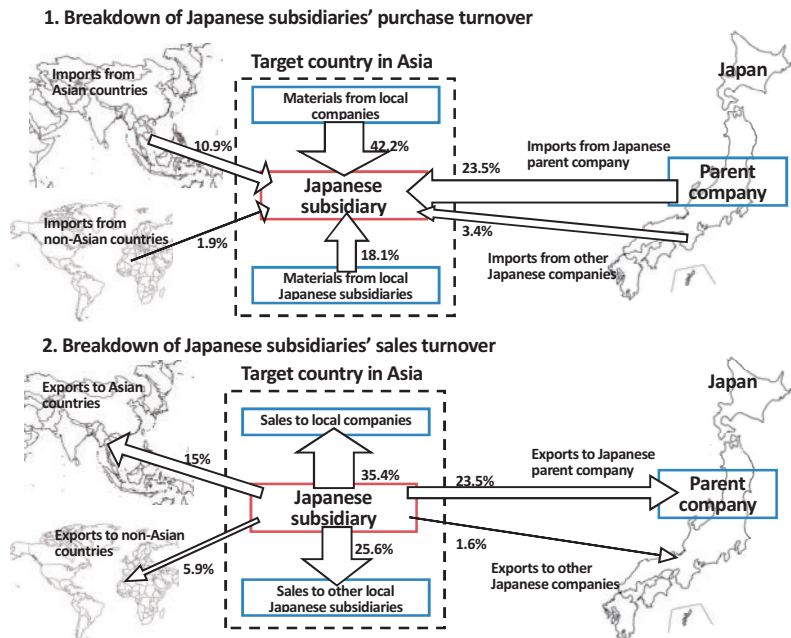 1. Breakdown of Japanese subsidiaries' purchase turnover
Target country in Asia
Japan
Imports from
Asian countries
Materials from local
companies
10.9%
42.2%
Imports from Japanese
parent company
23.5%
Parent
company
Japanese
subsidiary
Imports from
non-Asian countries
1.9%
3.4%
18.1%
Imports from other
Japanese companies
Materials from local
Japanese subsidiaries
2. Breakdown of Japanese subsidiaries' sales turnover
Target country in Asia
Japan
Exports to Asian
countries
Sales to local companies
15%
35.4%
Exports to Japanese
parent company
23.5%
Parent
company
Japanese
subsidiary
Exports to non-Asian
countries
5.9%
25.6%
1.6%
Exports to other
Japanese companies
Sales to other local
Japanese subsidiaries